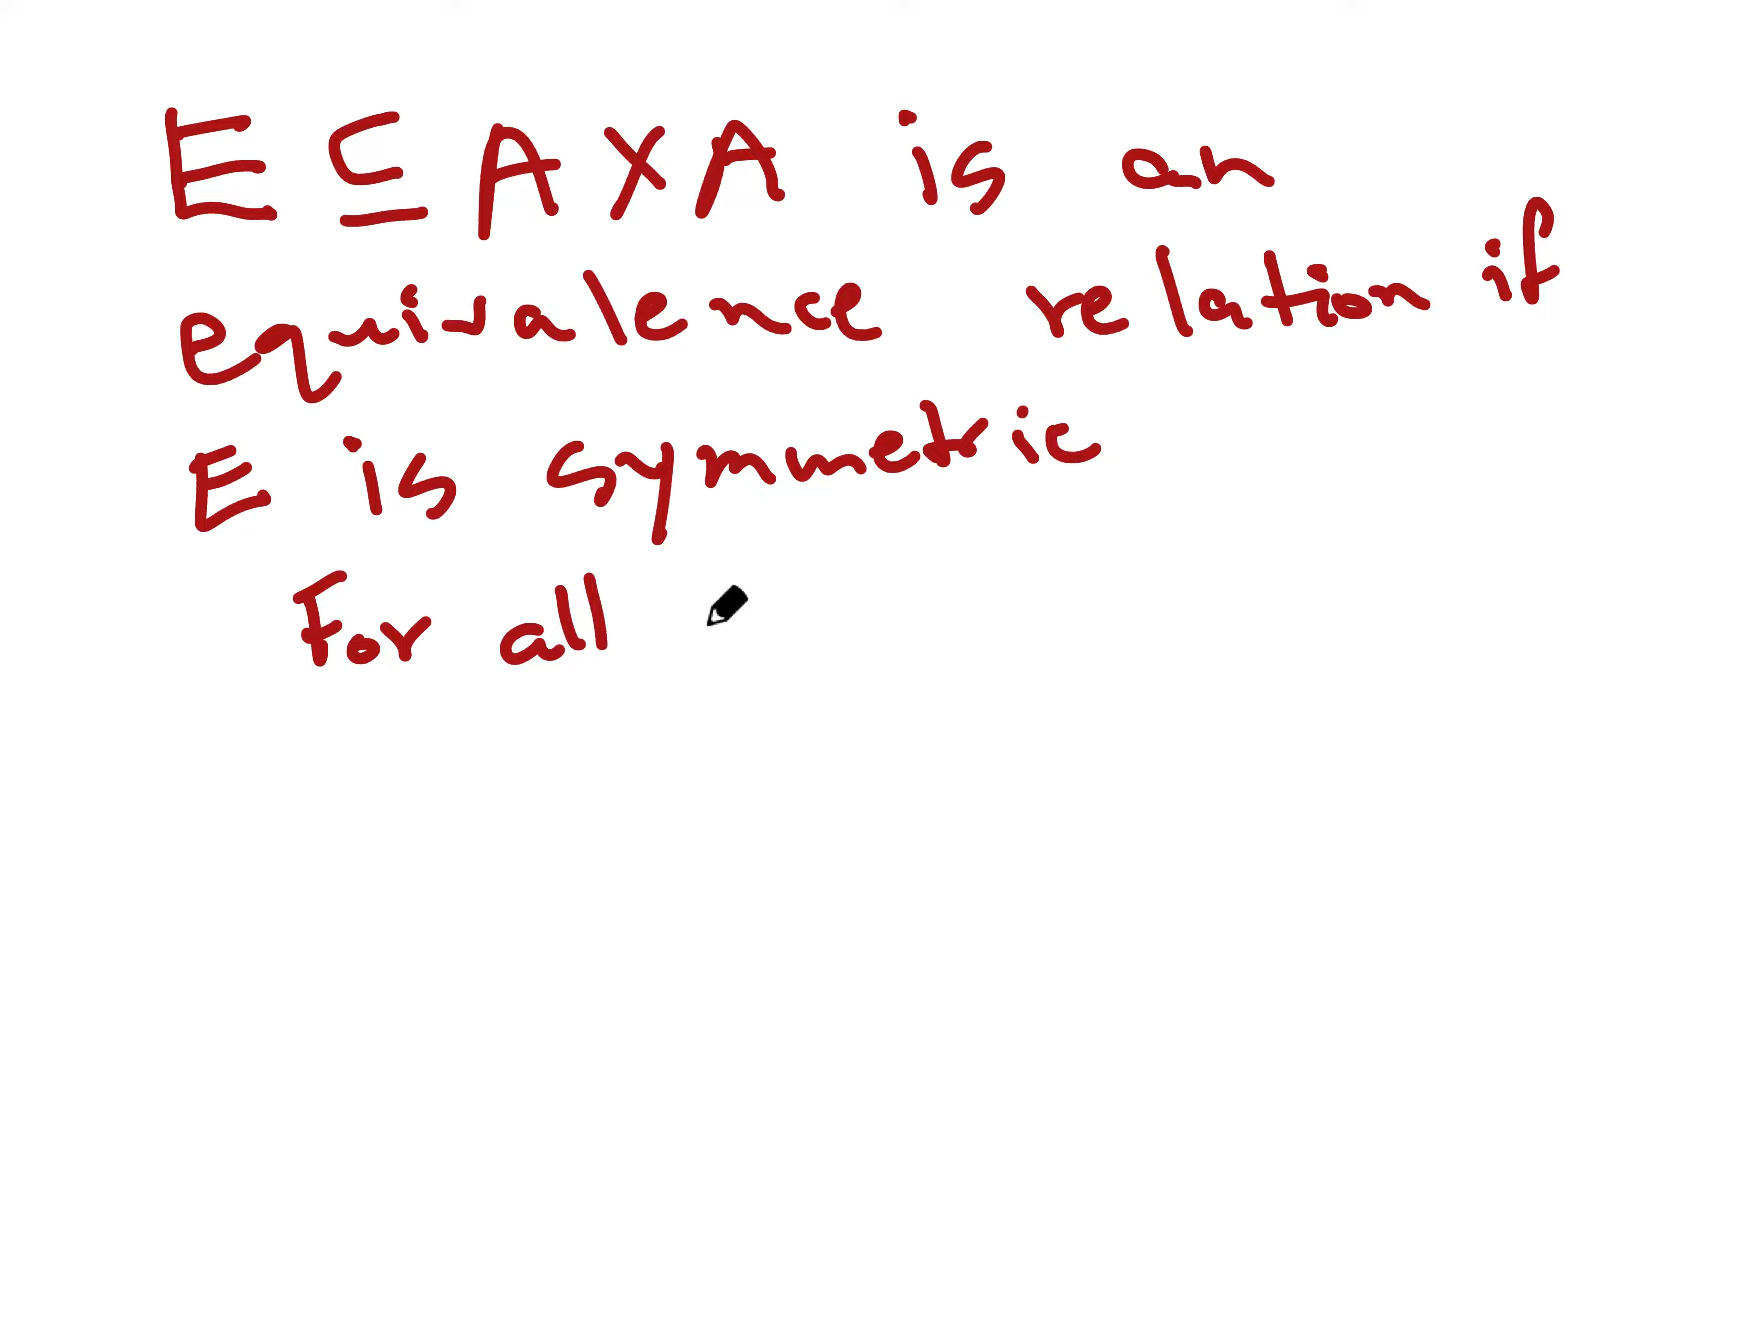 E ⊆ A X A is an
equivalence relation if
E is symmetric
For all